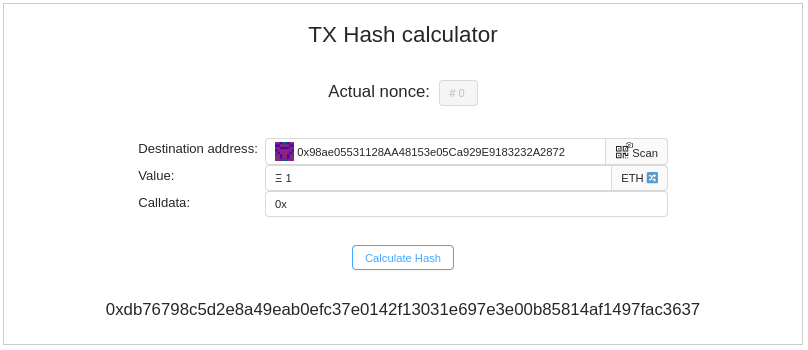 TX Hash calculator
Actual nonce: # 0
Destination address: 0x98ae05531128AA48153e05Ca929E9183232A2872 Scan
Value: Ξ 1 ETH
Calldata: 0x
Calculate Hash
0xdb76798c5d2e8a49eab0efc37e0142f13031e697e3e00b85814af1497fac3637